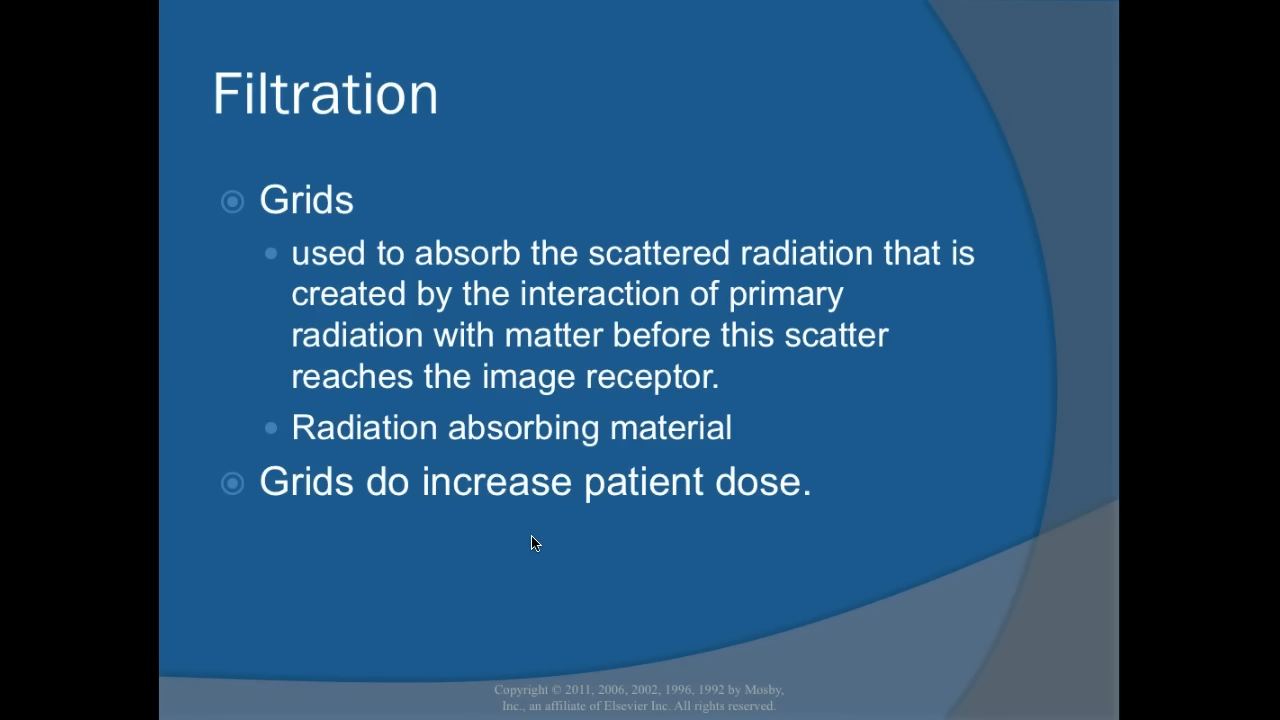 Filtration
Grids
used to absorb the scattered radiation that is
created by the interaction of primary
radiation with matter before this scatter
reaches the image receptor.
Radiation absorbing material
Grids do increase patient dose.
Copyright © 2011, 2006, 2002, 1996, 1992 by Mosby,
Inc., an affiliate of Elsevier Inc. All rights reserved.